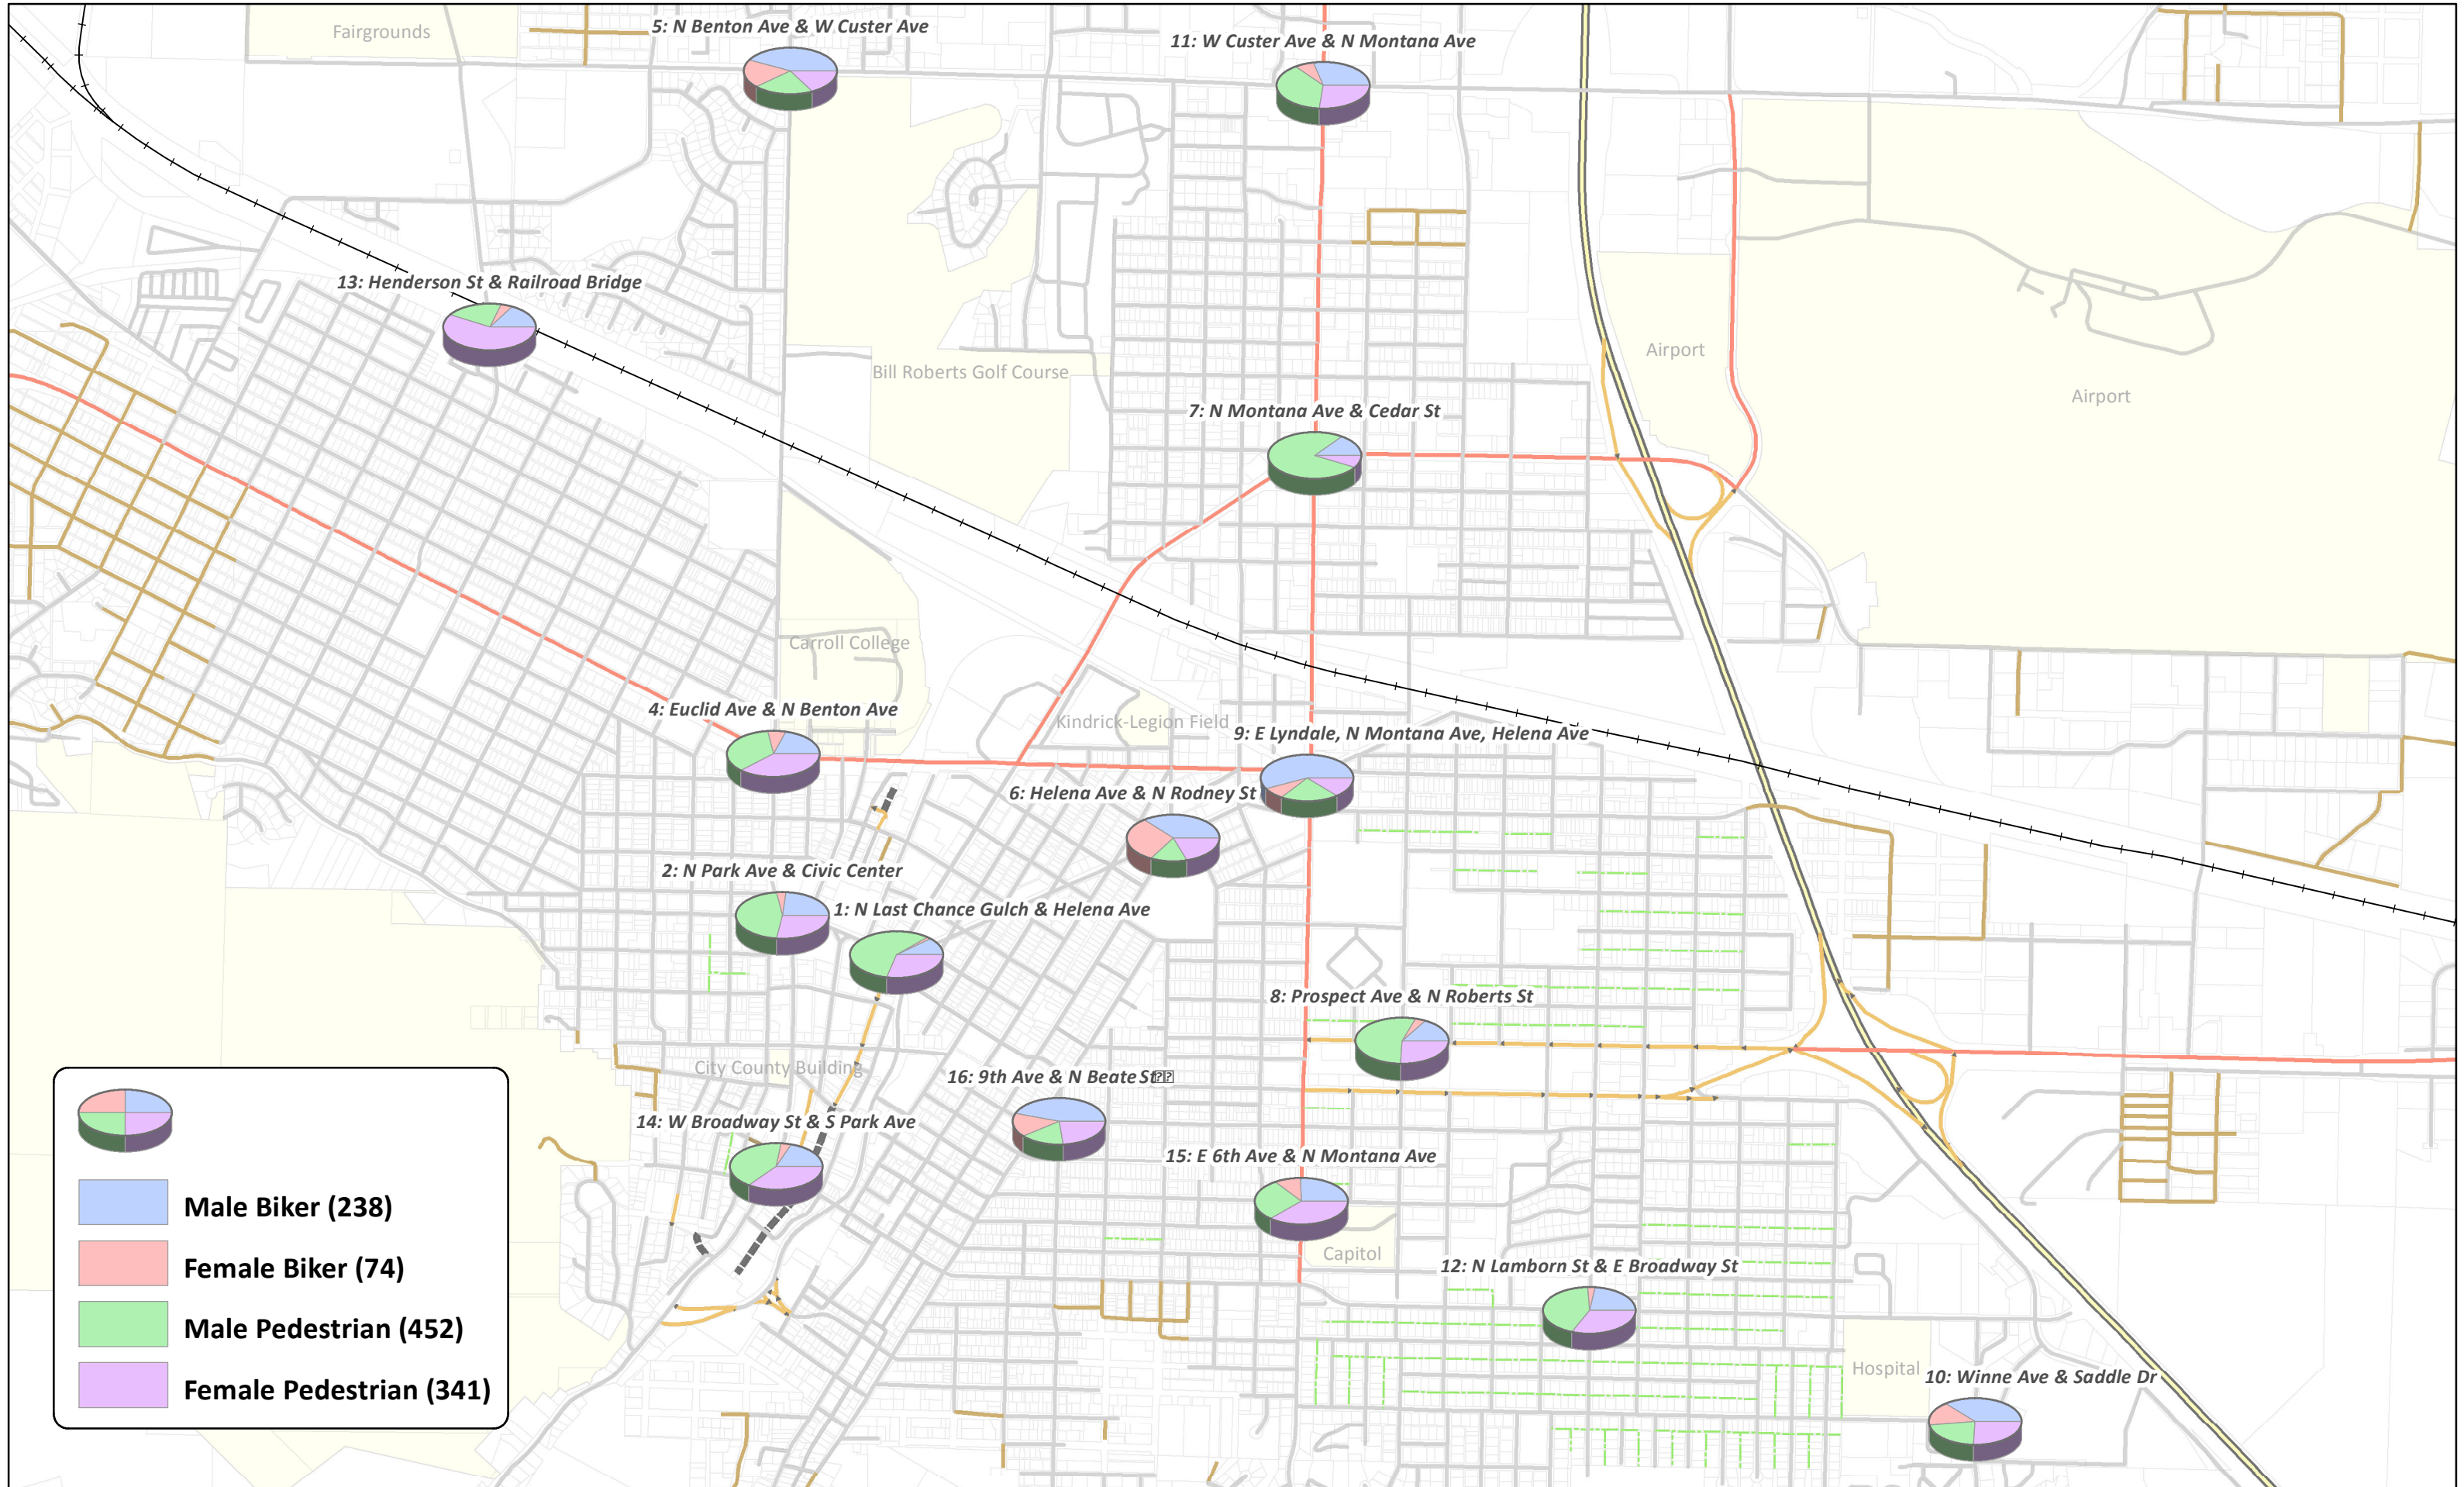 Fairgrounds
5: N Benton Ave & W Custer Ave
11: W Custer Ave & N Montana Ave
13: Henderson St & Railroad Bridge
Airport
Bill Roberts Golf Course
Airport
7: N Montana Ave & Cedar St
Carroll College
4: Euclid Ave & N Benton Ave
Kindrick-Legion Field
9: E Lyndale, N Montana Ave, Helena Ave
6: Helena Ave & N Rodney St
2: N Park Ave & Civic Center
1: N Last Chance Gulch & Helena Ave
8: Prospect Ave & N Roberts St
City County Building
16: 9th Ave & N Beate St
14: W Broadway St & S Park Ave
15: E 6th Ave & N Montana Ave
Capitol
12: N Lamborn St & E Broadway St
Hospital
10: Winne Ave & Saddle Dr
Male Biker (238)
Female Biker (74)
Male Pedestrian (452)
Female Pedestrian (341)